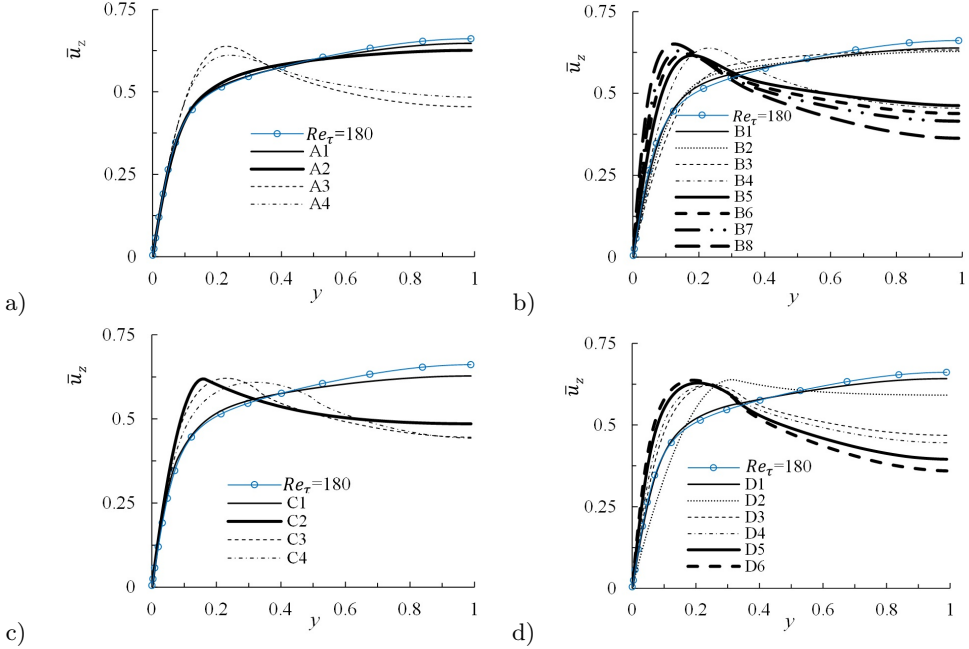 0.75
0.5
0.25
0
ū_z
0 0.2 0.4 0.6 0.8 1
y
Re_τ=180
A1
A2
A3
A4
a)
0.75
0.5
0.25
0
ū_z
0 0.2 0.4 0.6 0.8 1
y
Re_τ=180
B1
B2
B3
B4
B5
B6
B7
B8
b)
0.75
0.5
0.25
0
ū_z
0 0.2 0.4 0.6 0.8 1
y
Re_τ=180
C1
C2
C3
C4
c)
0.75
0.5
0.25
0
ū_z
0 0.2 0.4 0.6 0.8 1
y
Re_τ=180
D1
D2
D3
D4
D5
D6
d)